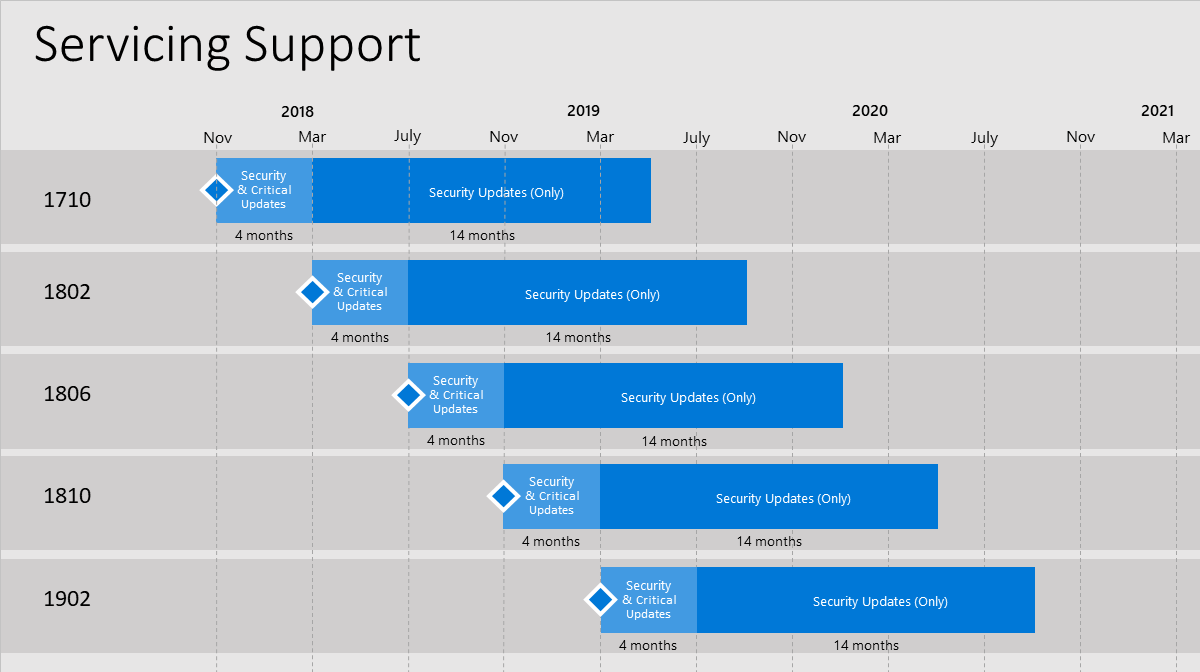 Servicing Support
2018 2019 2020 2021
Nov Mar July Nov Mar July Nov Mar July Nov Mar
1710
Security
& Critical
Updates
Security Updates (Only)
4 months 14 months
1802
Security
& Critical
Updates
Security Updates (Only)
4 months 14 months
1806
Security
& Critical
Updates
Security Updates (Only)
4 months 14 months
1810
Security
& Critical
Updates
Security Updates (Only)
4 months 14 months
1902
Security
& Critical
Updates
Security Updates (Only)
4 months 14 months